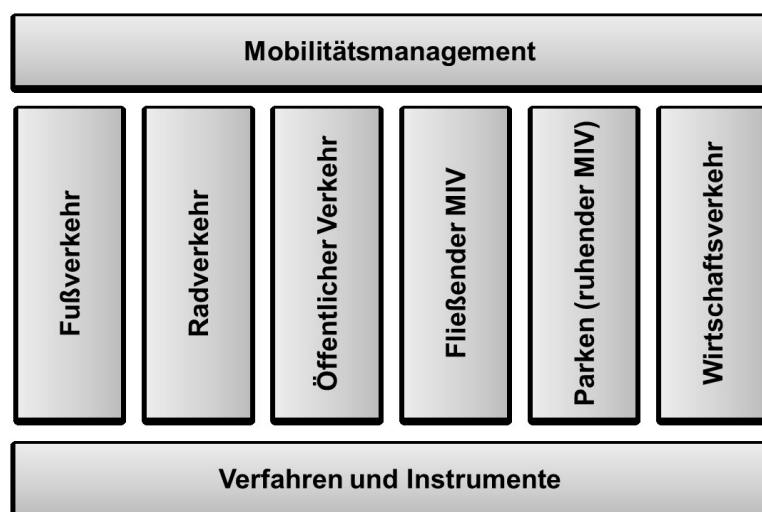 Mobilitätsmanagement
Fußverkehr
Radverkehr
Öffentlicher Verkehr
Fließender MIV
Parken (ruhender MIV)
Wirtschaftsverkehr
Verfahren und Instrumente